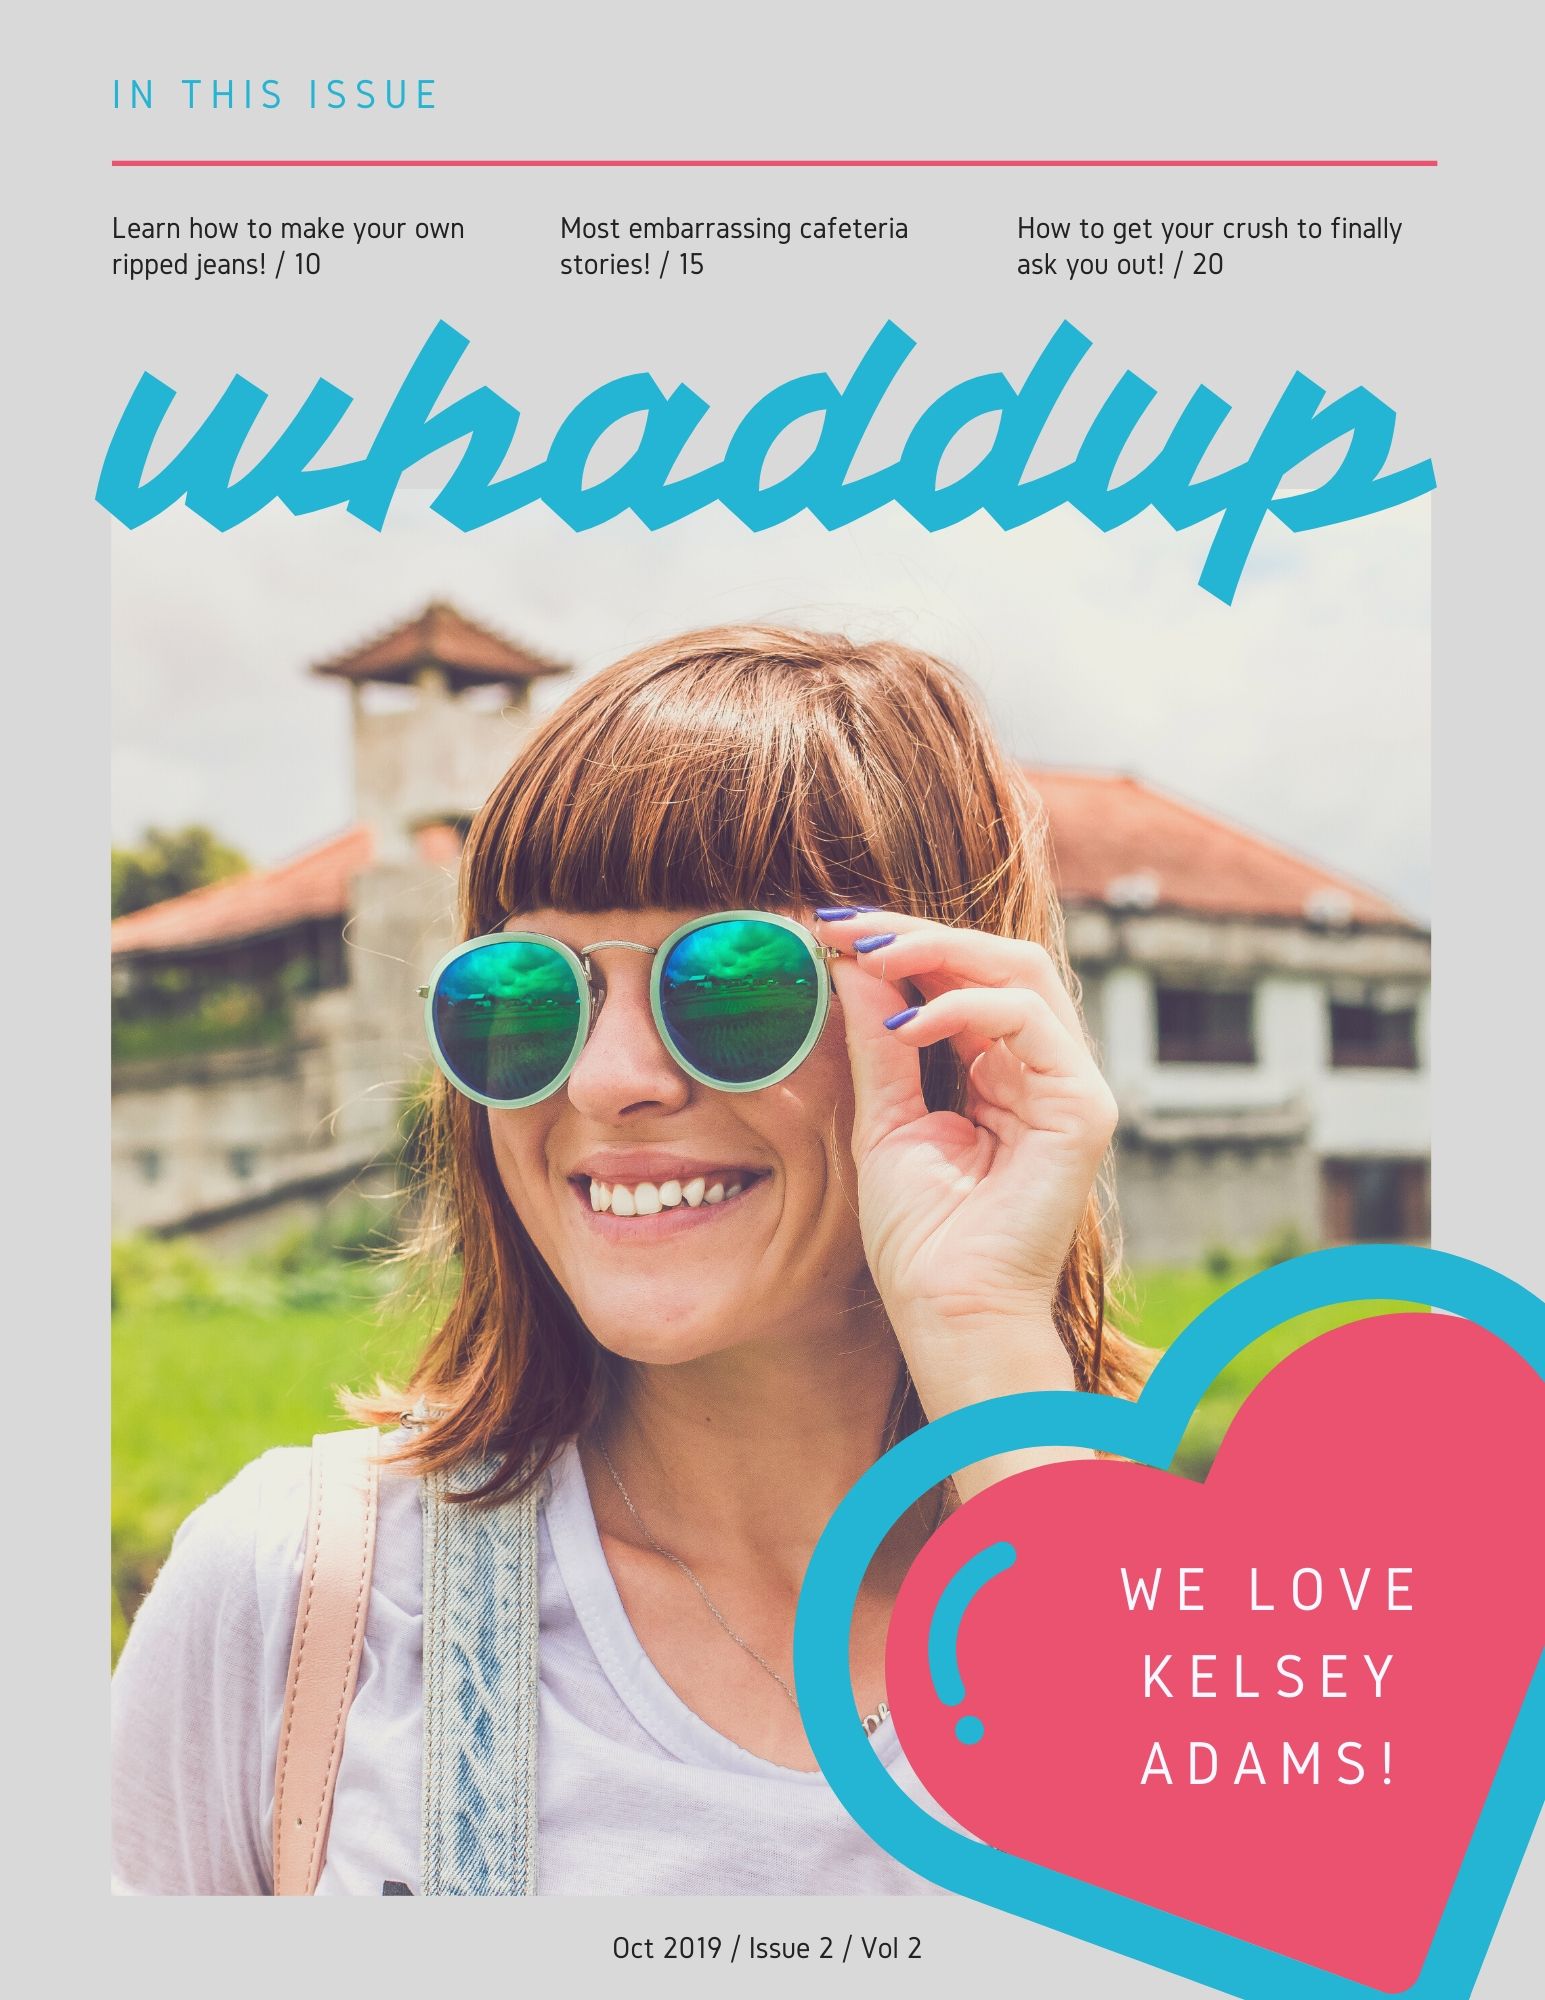 IN THIS ISSUE
Learn how to make your own
ripped jeans! / 10
Most embarrassing cafeteria
stories! / 15
How to get your crush to finally
ask you out! / 20
whaddup
WE LOVE
KELSEY
ADAMS!
Oct 2019 / Issue 2 / Vol 2